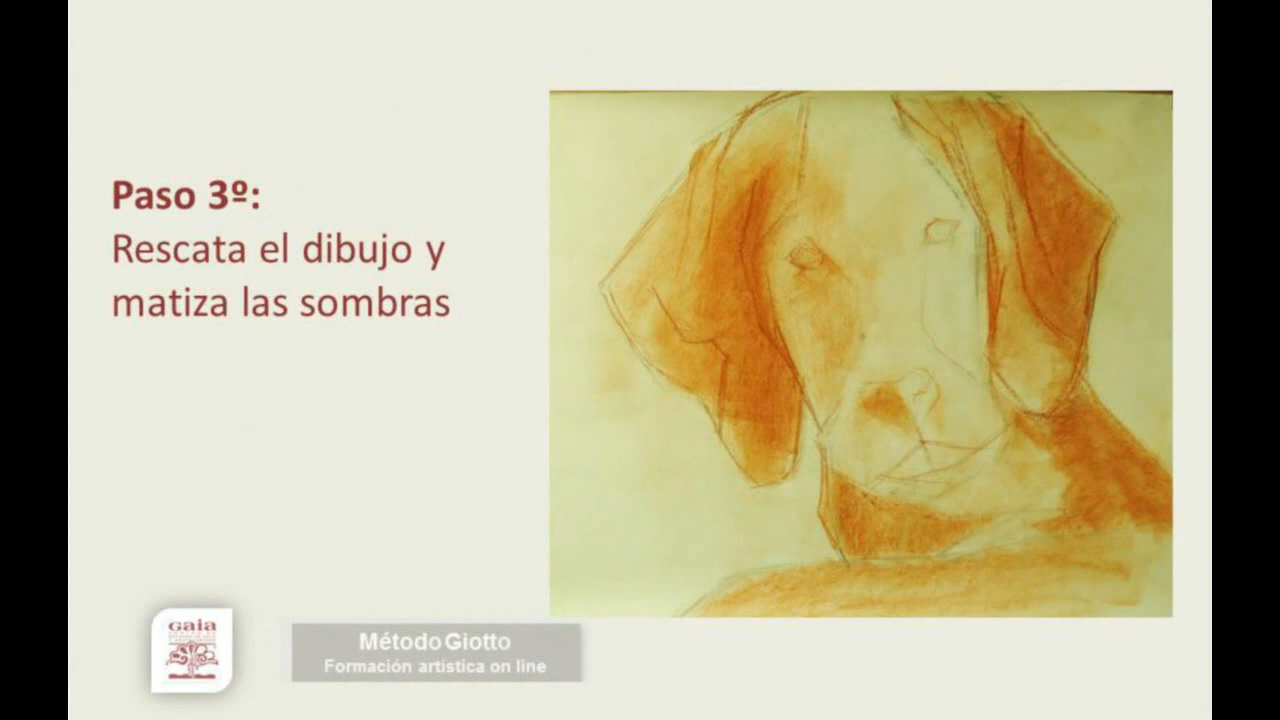 Paso 3º:
Rescata el dibujo y
matiza las sombras
Gaia
Método Giotto
Formación artística on line